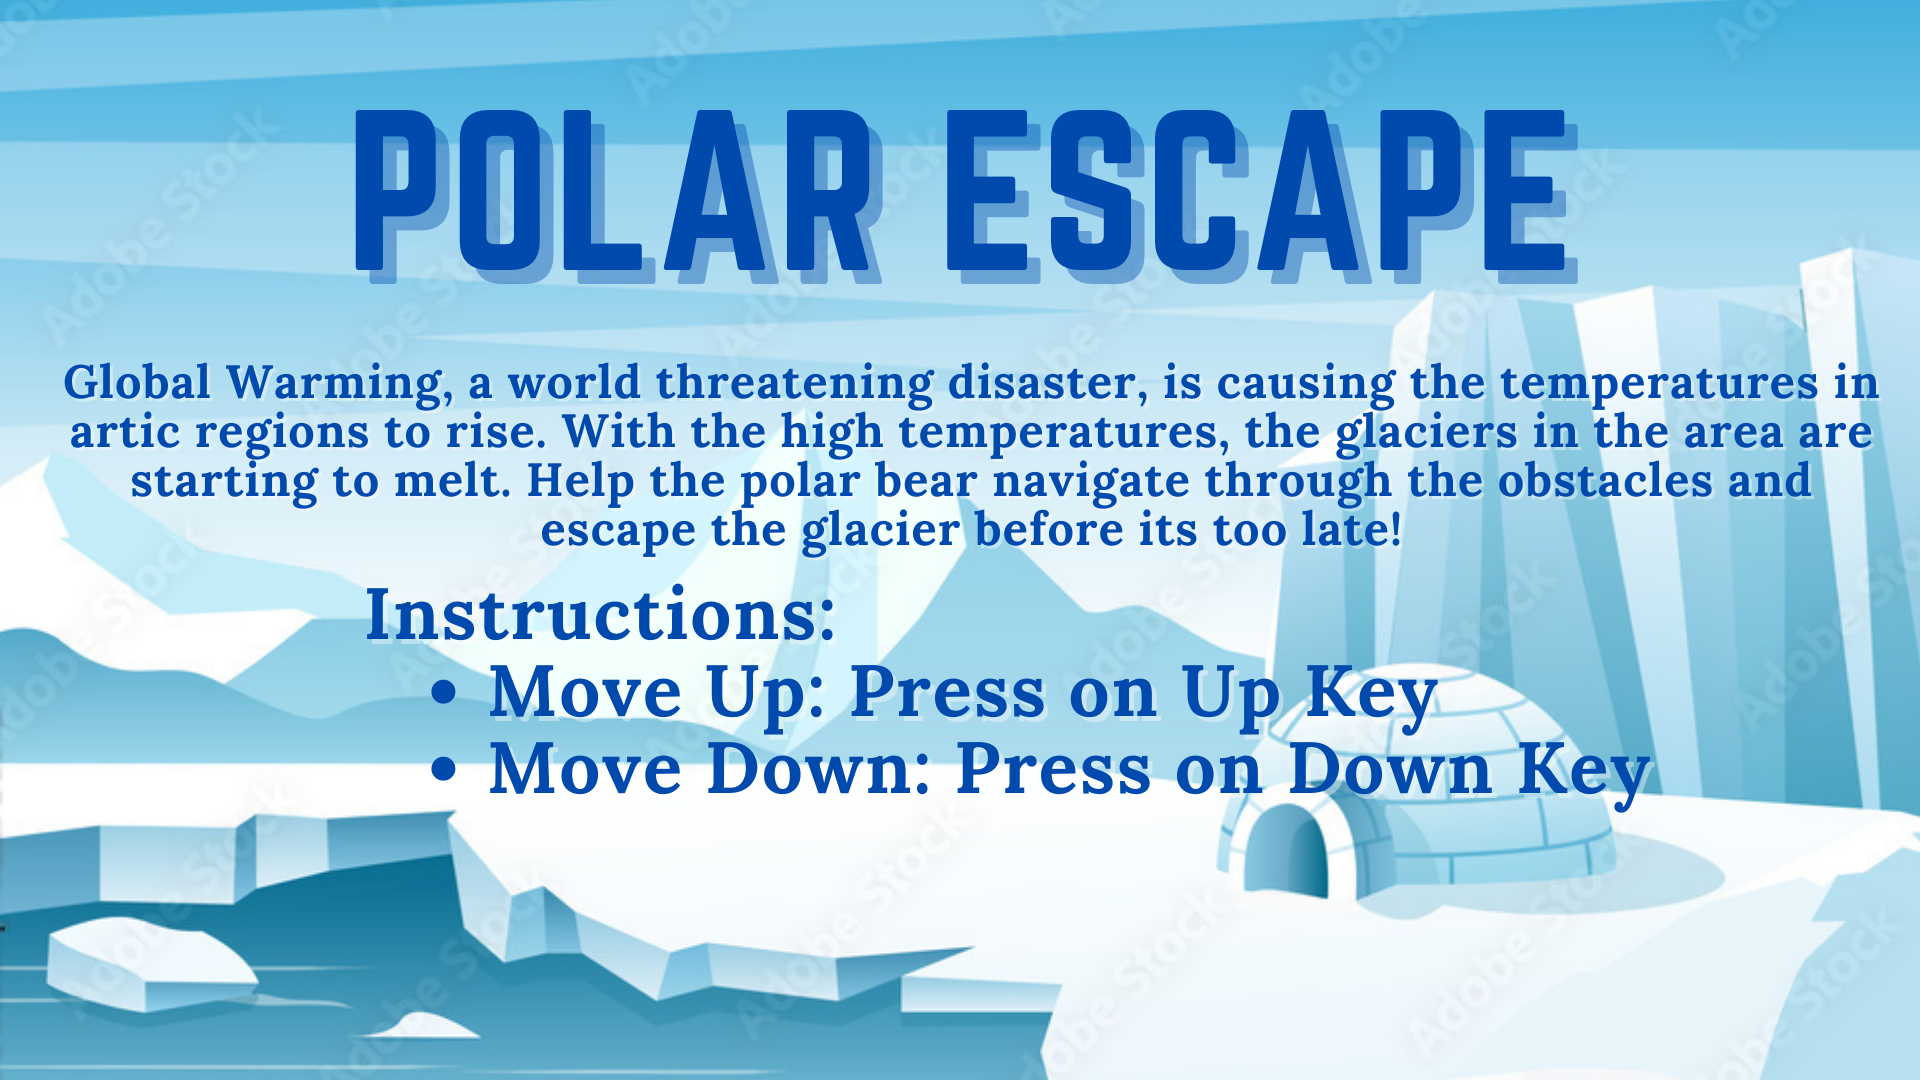 POLAR ESCAPE
Global Warming, a world threatening disaster, is causing the temperatures in
artic regions to rise. With the high temperatures, the glaciers in the area are
starting to melt. Help the polar bear navigate through the obstacles and
escape the glacier before its too late!
Instructions:
• Move Up: Press on Up Key
• Move Down: Press on Down Key
Adobe Stock